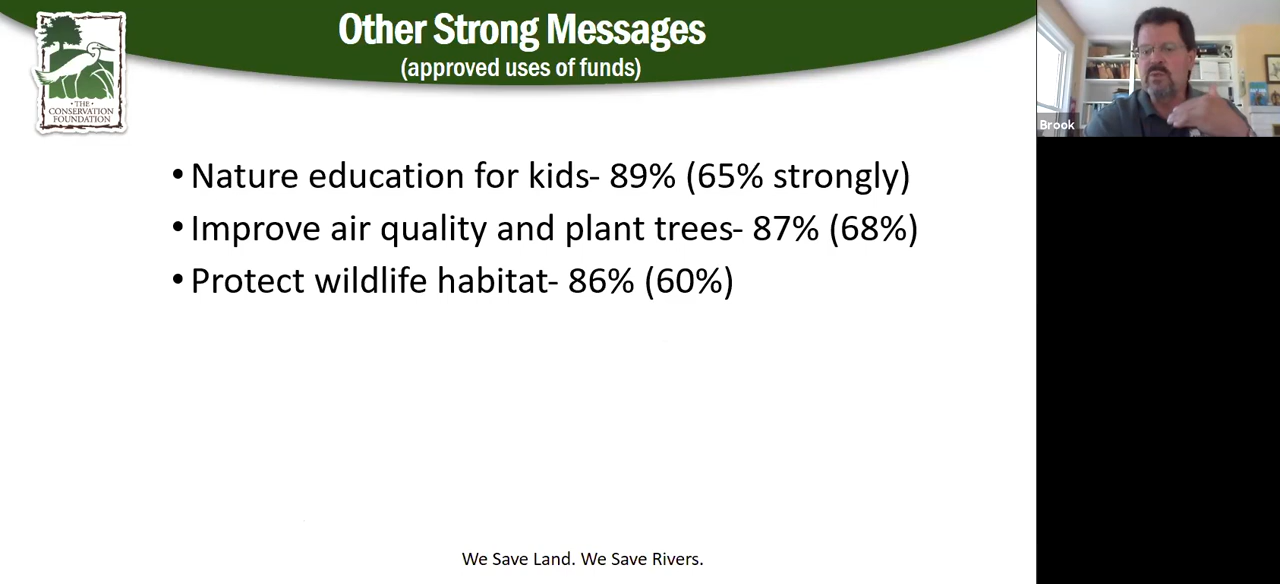 Other Strong Messages
(approved uses of funds)
• THE •
CONSERVATION
FOUNDATION
Brook
• Nature education for kids- 89% (65% strongly)
• Improve air quality and plant trees- 87% (68%)
• Protect wildlife habitat- 86% (60%)
We Save Land. We Save Rivers.